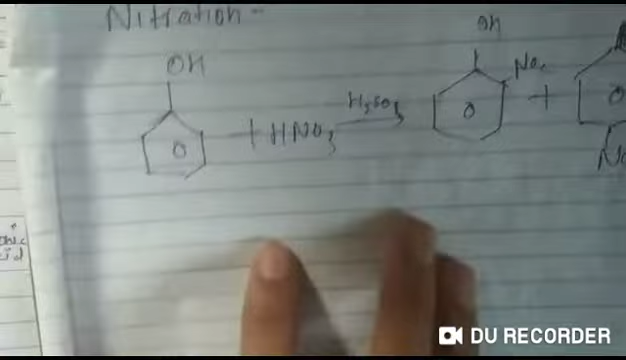 Nitration -
OH
OH
+ HNO3 H2SO4 NO2 +
DU RECORDER